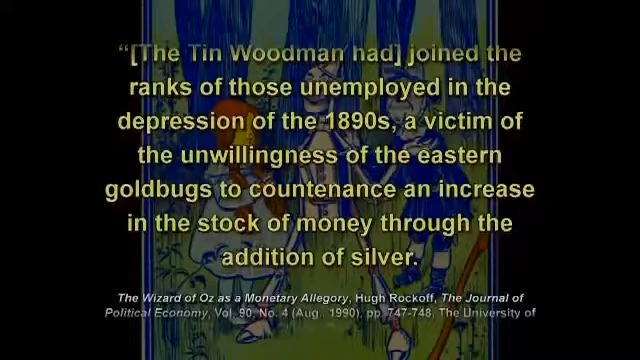 “[The Tin Woodman had] joined the
ranks of those unemployed in the
depression of the 1890s, a victim of
the unwillingness of the eastern
goldbugs to countenance an increase
in the stock of money through the
addition of silver.
The Wizard of Oz as a Monetary Allegory, Hugh Rockoff, The Journal of
Political Economy, Vol. 90, No. 4 (Aug., 1990), pp. 747-748, The University of